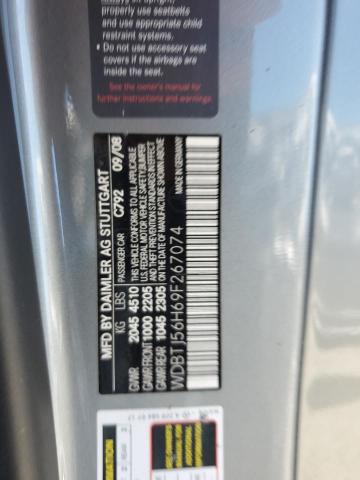 always sit upright,
properly use seatbelts
and use appropriate child
restraint systems.
• Do not use accessory seat
covers if the airbags are
inside the seat.
See the owner's manual for
further instructions and warnings.
MFD BY DAIMLER AG STUTTGART
PASSENGER CAR C792 09/08
KG LBS
GVWR 2045 4510
GAWR FRONT 1000 2205
GAWR REAR 1045 2305
THIS VEHICLE CONFORMS TO ALL APPLICABLE
U.S. FEDERAL MOTOR VEHICLE SAFETY, BUMPER
AND THEFT PREVENTION STANDARDS IN EFFECT
ON THE DATE OF MANUFACTURE SHOWN ABOVE
WDBTJ56H69F267074
MADE IN GERMANY